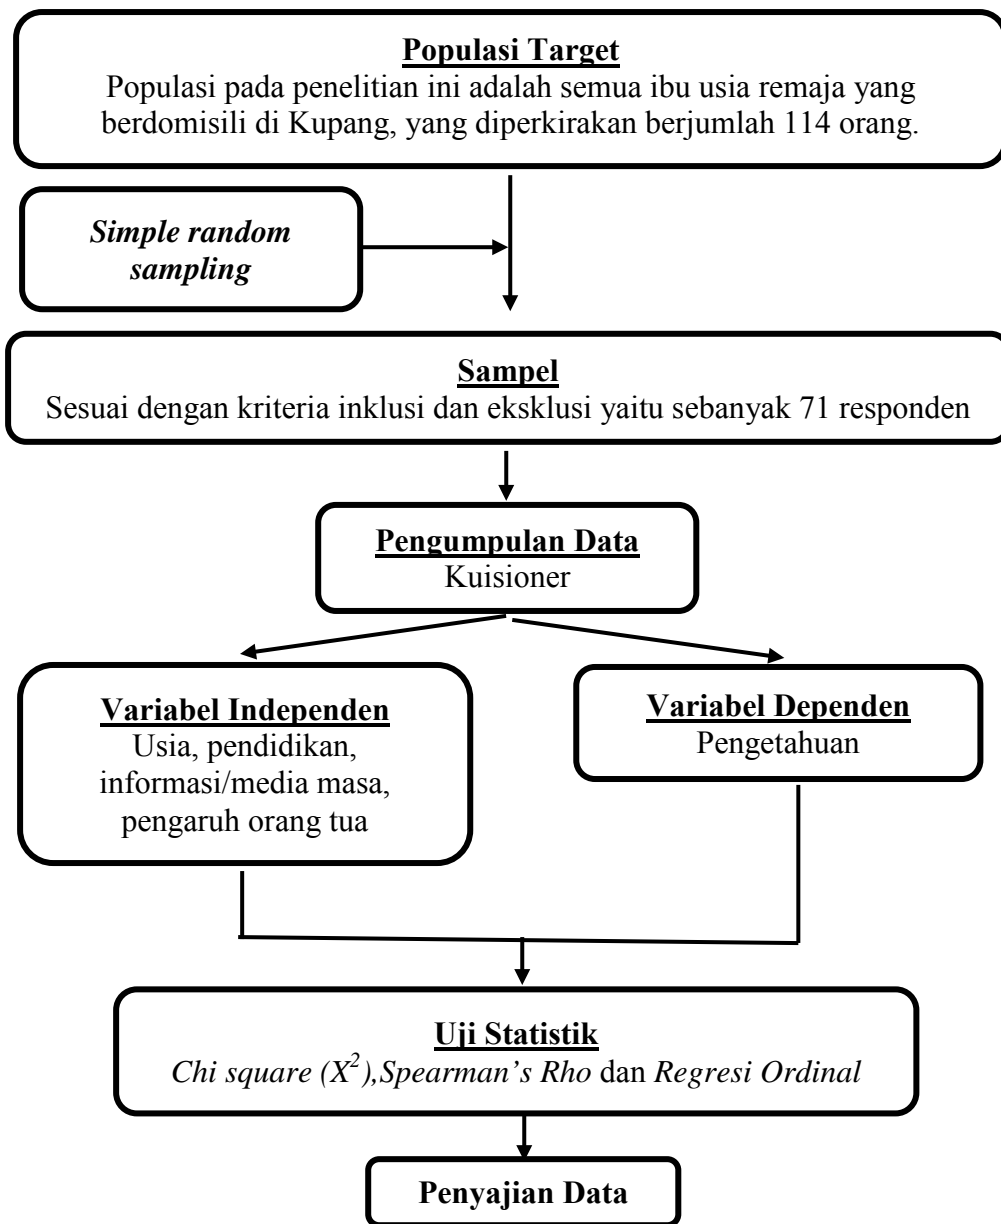 Populasi Target
Populasi pada penelitian ini adalah semua ibu usia remaja yang
berdomisili di Kupang, yang diperkirakan berjumlah 114 orang.
Simple random
sampling
Sampel
Sesuai dengan kriteria inklusi dan eksklusi yaitu sebanyak 71 responden
Pengumpulan Data
Kuisioner
Variabel Independen
Usia, pendidikan,
informasi/media masa,
pengaruh orang tua
Variabel Dependen
Pengetahuan
Uji Statistik
Chi square (X²),Spearman’s Rho dan Regresi Ordinal
Penyajian Data